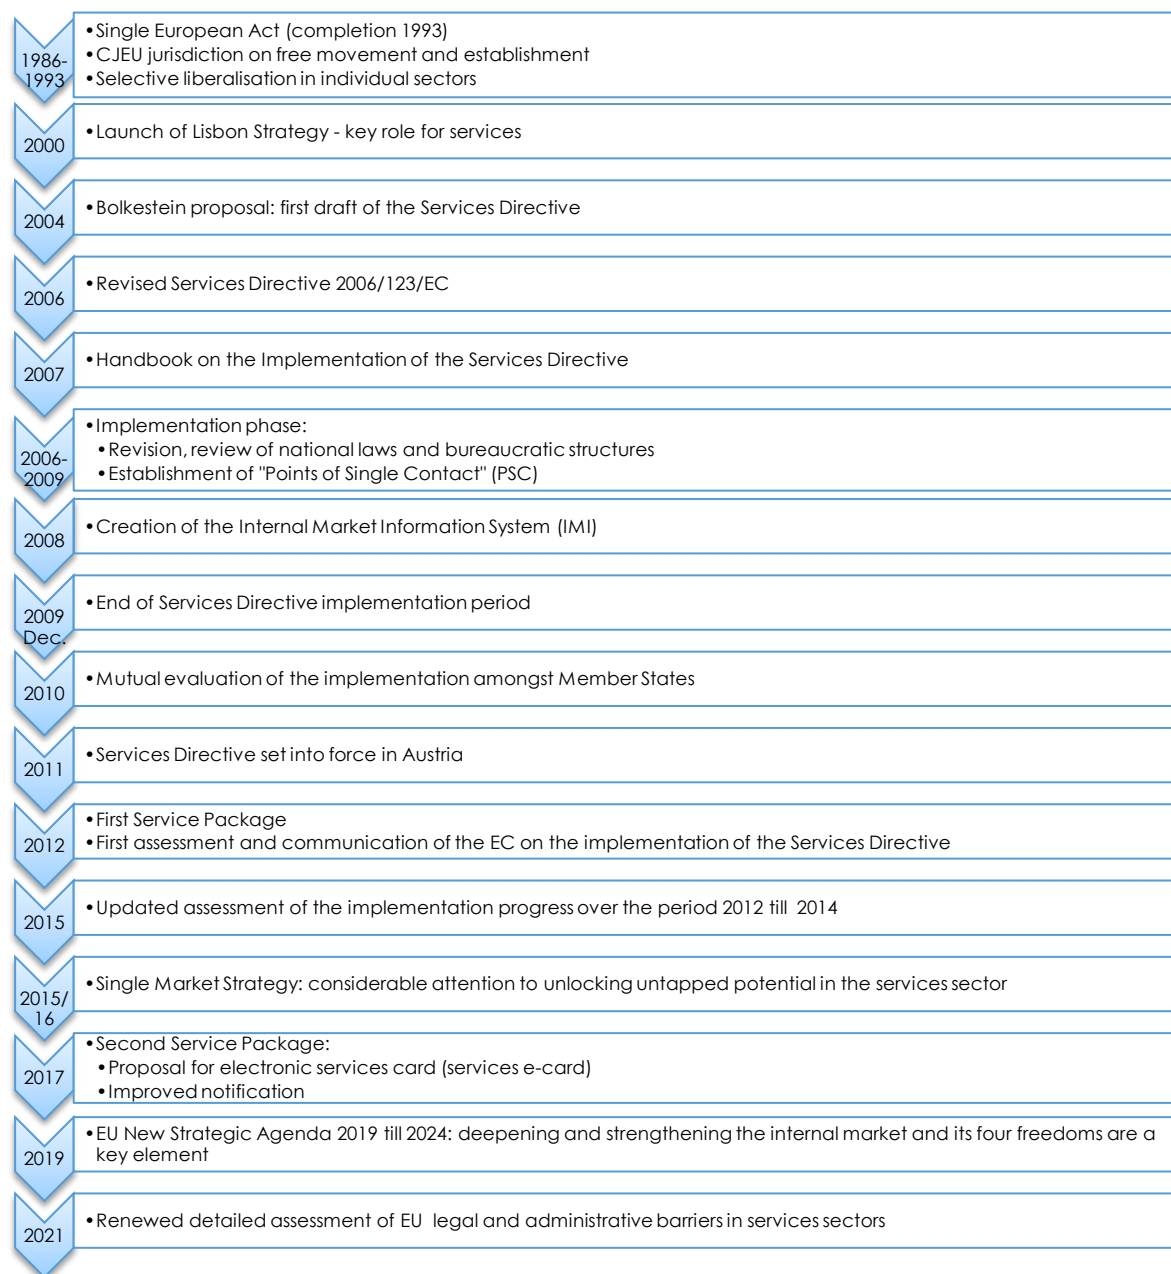 1986-
1993
•Single European Act (completion 1993)
•CJEU jurisdiction on free movement and establishment
•Selective liberalisation in individual sectors
2000
•Launch of Lisbon Strategy - key role for services
2004
•Bolkestein proposal: first draft of the Services Directive
2006
•Revised Services Directive 2006/123/EC
2007
•Handbook on the Implementation of the Services Directive
2006-
2009
•Implementation phase:
•Revision, review of national laws and bureaucratic structures
•Establishment of "Points of Single Contact" (PSC)
2008
•Creation of the Internal Market Information System (IMI)
2009
Dec.
•End of Services Directive implementation period
2010
•Mutual evaluation of the implementation amongst Member States
2011
•Services Directive set into force in Austria
2012
•First Service Package
•First assessment and communication of the EC on the implementation of the Services Directive
2015
•Updated assessment of the implementation progress over the period 2012 till 2014
2015/
16
•Single Market Strategy: considerable attention to unlocking untapped potential in the services sector
2017
•Second Service Package:
•Proposal for electronic services card (services e-card)
•Improved notification
2019
•EU New Strategic Agenda 2019 till 2024: deepening and strengthening the internal market and its four freedoms are a
key element
2021
•Renewed detailed assessment of EU legal and administrative barriers in services sectors